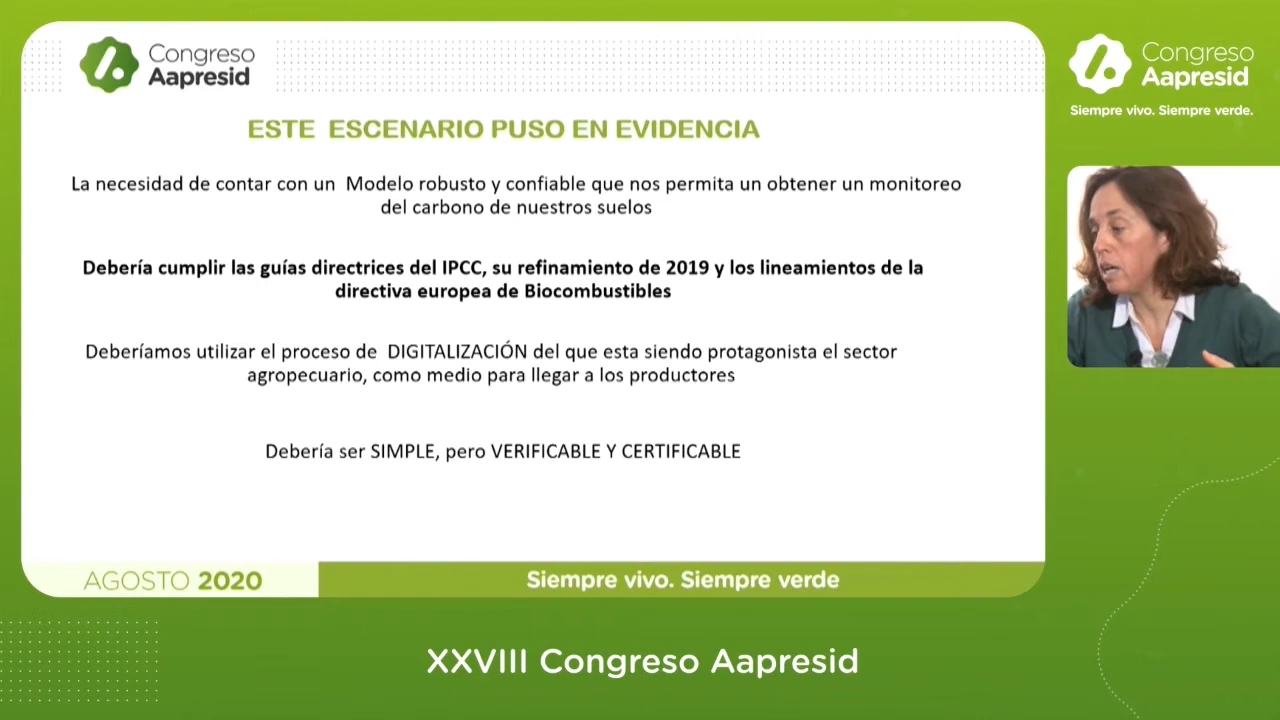 Congreso
Aapresid
ESTE ESCENARIO PUSO EN EVIDENCIA
La necesidad de contar con un Modelo robusto y confiable que nos permita un obtener un monitoreo
del carbono de nuestros suelos
Debería cumplir las guías directrices del IPCC, su refinamiento de 2019 y los lineamientos de la
directiva europea de Biocombustibles
Deberíamos utilizar el proceso de DIGITALIZACIÓN del que esta siendo protagonista el sector
agropecuario, como medio para llegar a los productores
Debería ser SIMPLE, pero VERIFICABLE Y CERTIFICABLE
AGOSTO 2020
Siempre vivo. Siempre verde
Congreso
Aapresid
Siempre vivo. Siempre verde.
XXVIII Congreso Aapresid